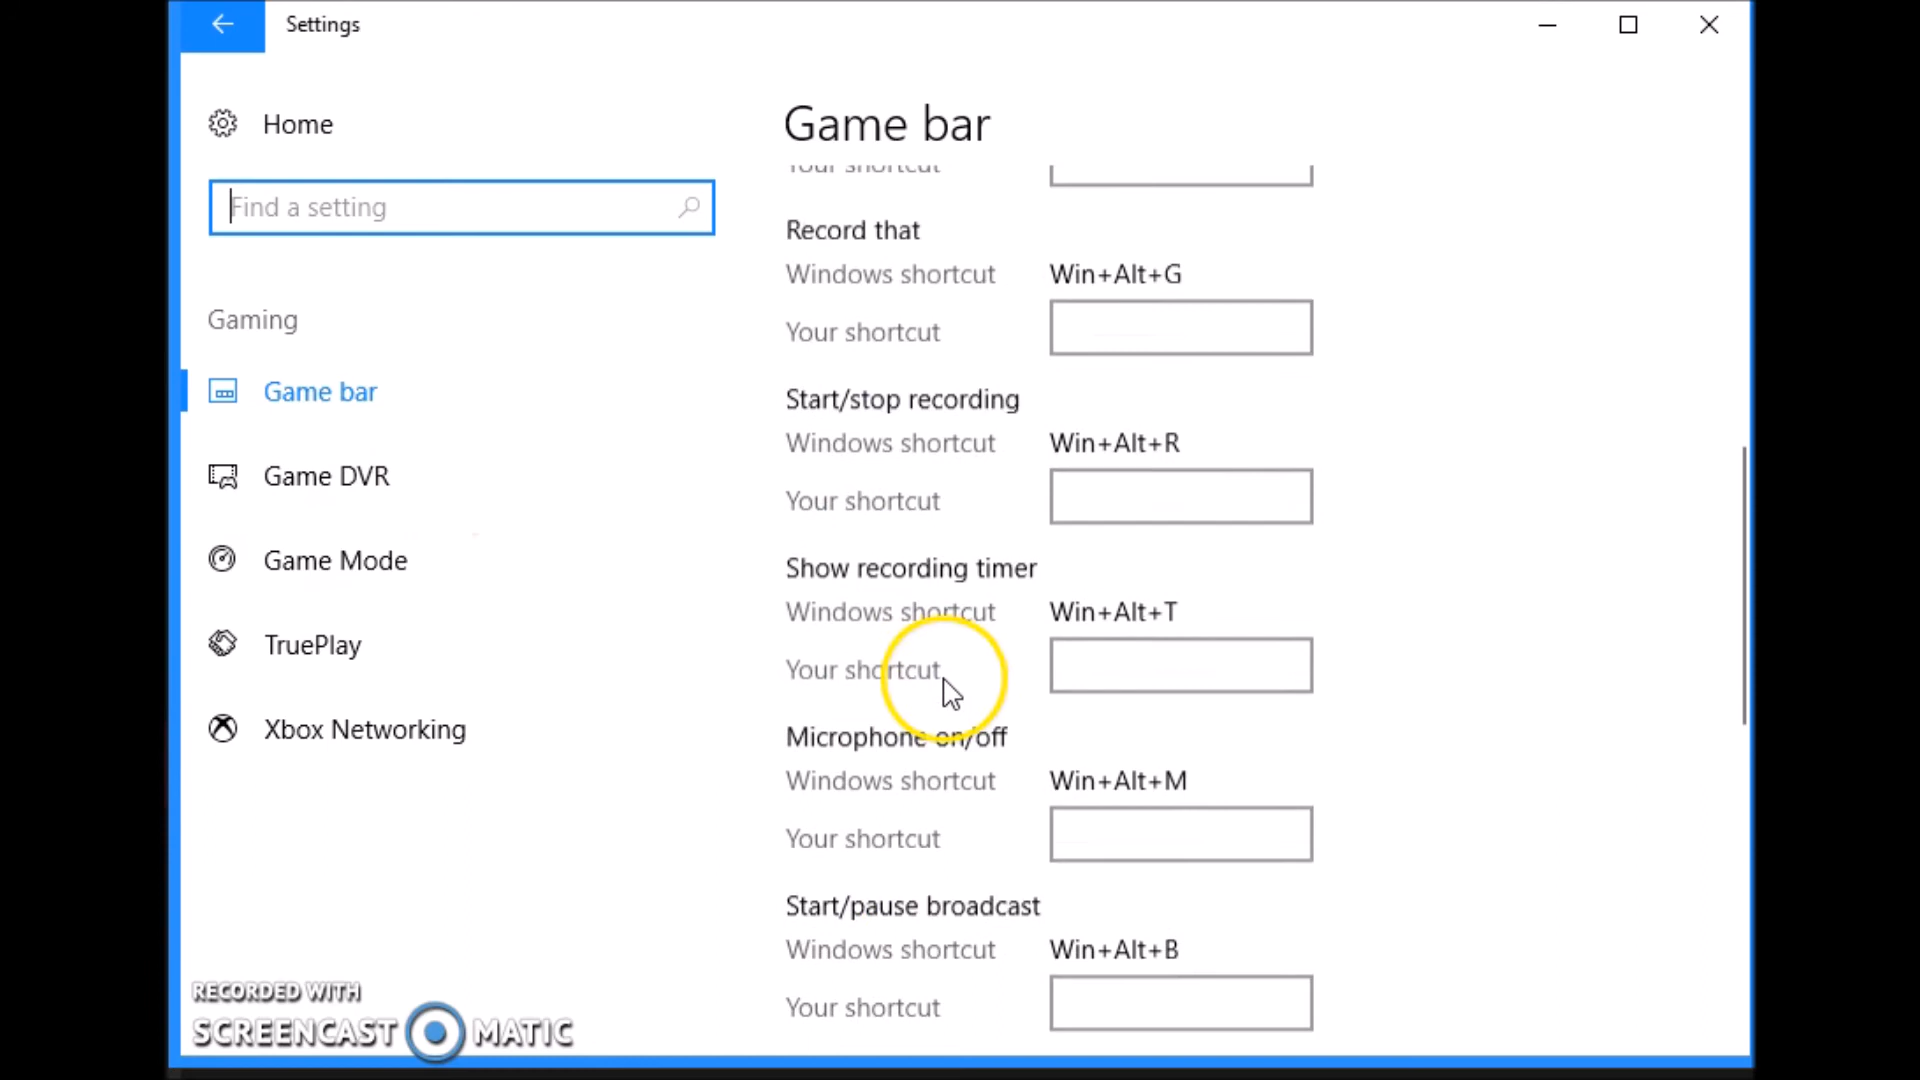 Settings
Home
Find a setting
Gaming
Game bar
Game DVR
Game Mode
TruePlay
Xbox Networking
Game bar
Your shortcut
Record that
Windows shortcut Win+Alt+G
Your shortcut
Start/stop recording
Windows shortcut Win+Alt+R
Your shortcut
Show recording timer
Windows shortcut Win+Alt+T
Your shortcut
Microphone on/off
Windows shortcut Win+Alt+M
Your shortcut
Start/pause broadcast
Windows shortcut Win+Alt+B
Your shortcut
RECORDED WITH
SCREENCAST MATIC